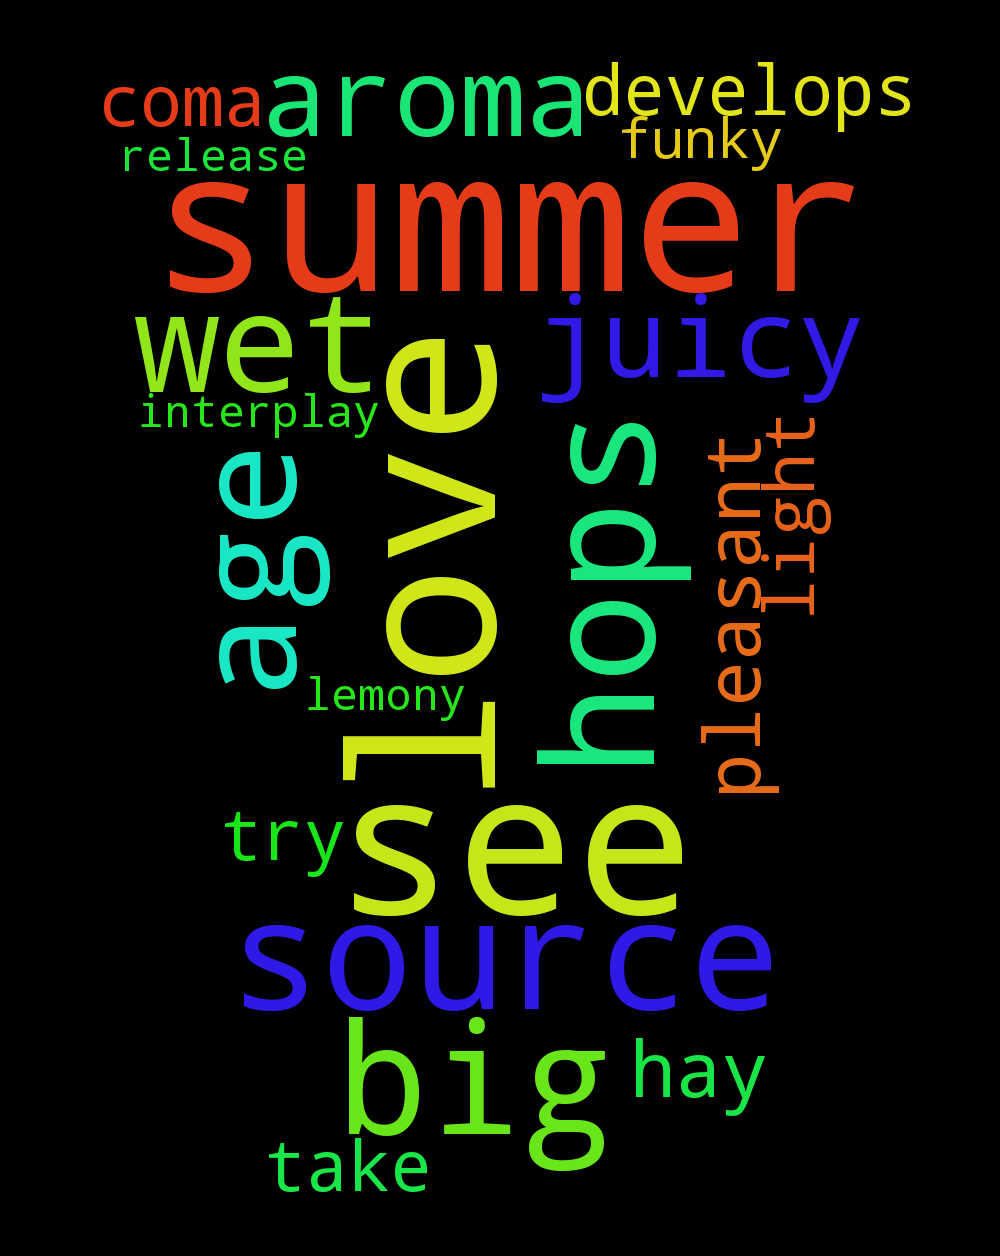 coma aroma develops
release funky
summer
wet juicy
interplay
love
hops
age
pleasant
light
lemony
try see
source
big hay
take